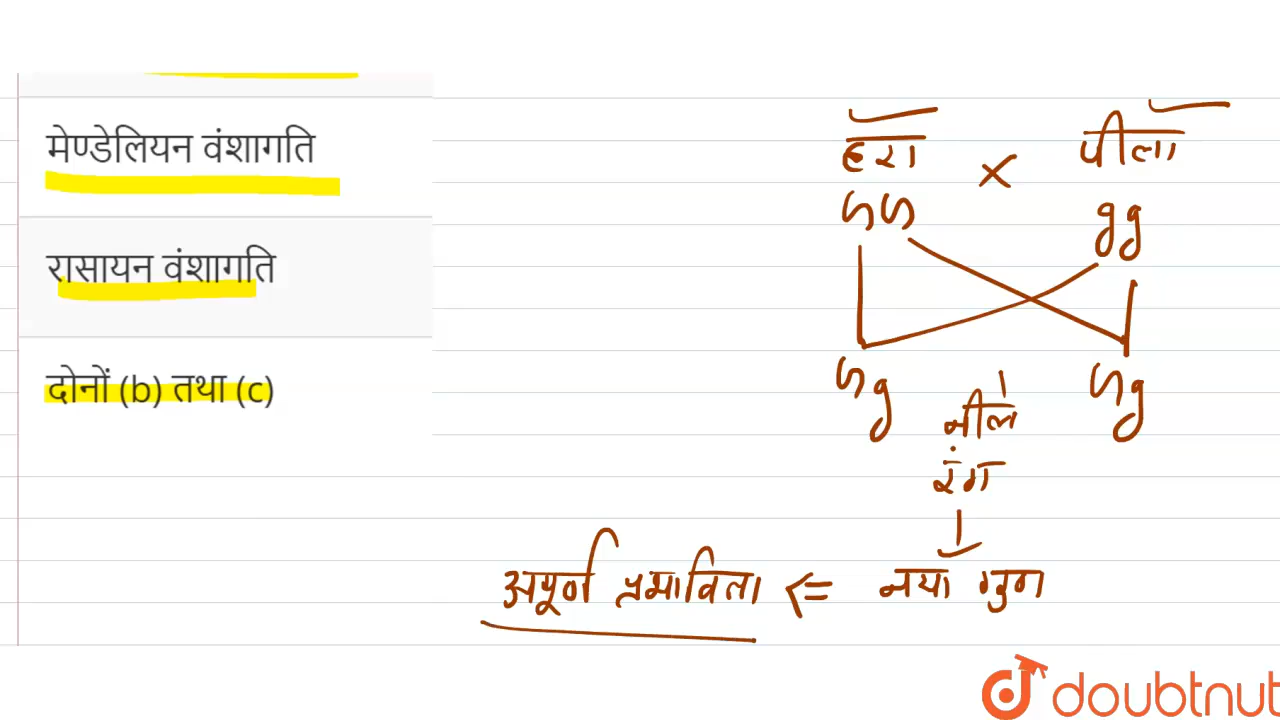 मेण्डेलियन वंशागति
रासायन वंशागति
दोनों (b) तथा (c)
हरा × पीला
GG gg
Gg Gg
नीला
रंग
अपूर्ण प्रभाविता <= नया गुण
doubtnut